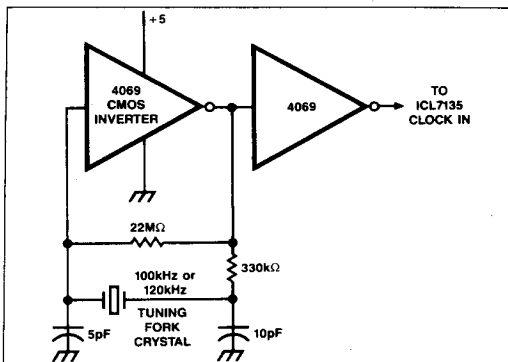 +5
4069
CMOS
INVERTER
4069
TO
ICL7135
CLOCK IN
22MΩ
330kΩ
100kHz or
120kHz
TUNING
FORK
CRYSTAL
5pF
10pF